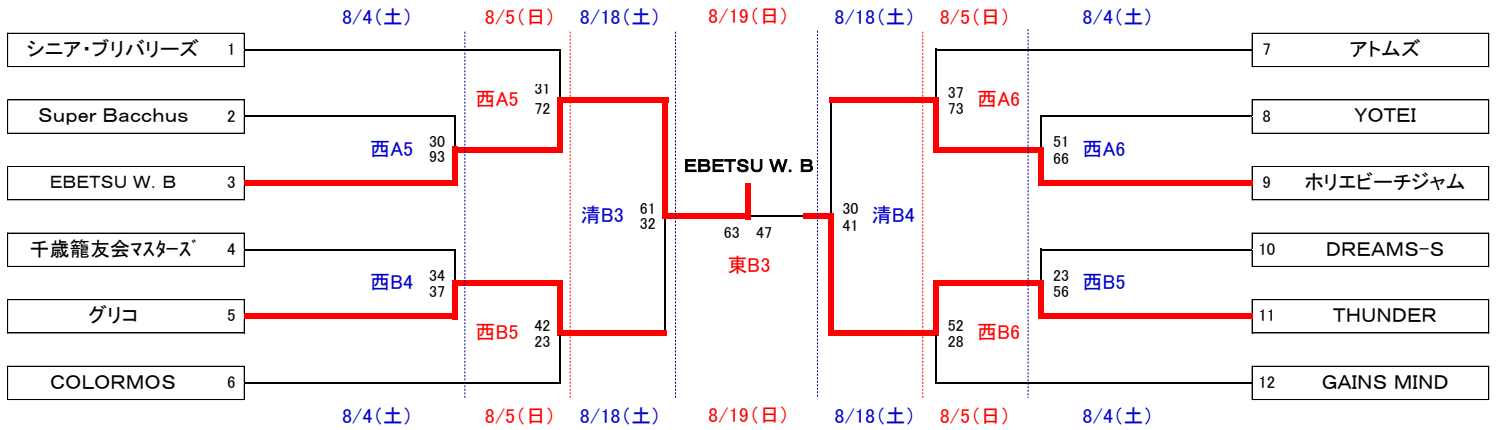 8/4(土) 8/5(日) 8/18(土) 8/19(日) 8/18(土) 8/5(日) 8/4(土)
シニア・ブリバリーズ 1
7 アトムズ
31
72
西A5
37
73
西A6
Super Bacchus 2
8 YOTEI
西A5
30
93
51
66
西A6
EBETSU W. B
EBETSU W. B 3
9 ホリエビーチジャム
清B3
61
32
30
41
清B4
63 47
東B3
千歳籠友会マスターズ 4
10 DREAMS-S
西B4
34
37
23
56
西B5
グリコ 5
11 THUNDER
西B5
42
23
52
28
西B6
COLORMOS 6
12 GAINS MIND
8/4(土) 8/5(日) 8/18(土) 8/19(日) 8/18(土) 8/5(日) 8/4(土)